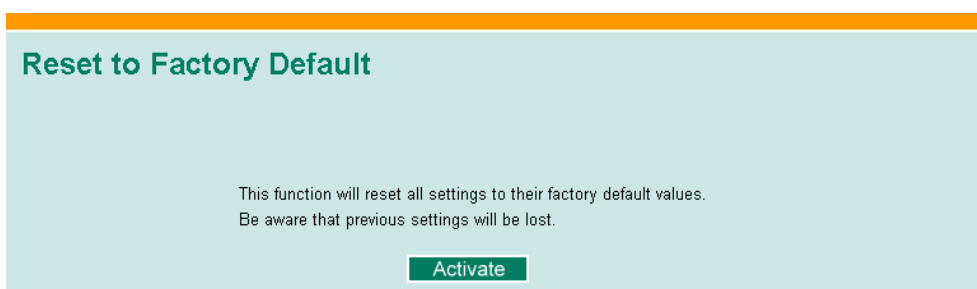 Reset to Factory Default
This function will reset all settings to their factory default values.
Be aware that previous settings will be lost.
Activate